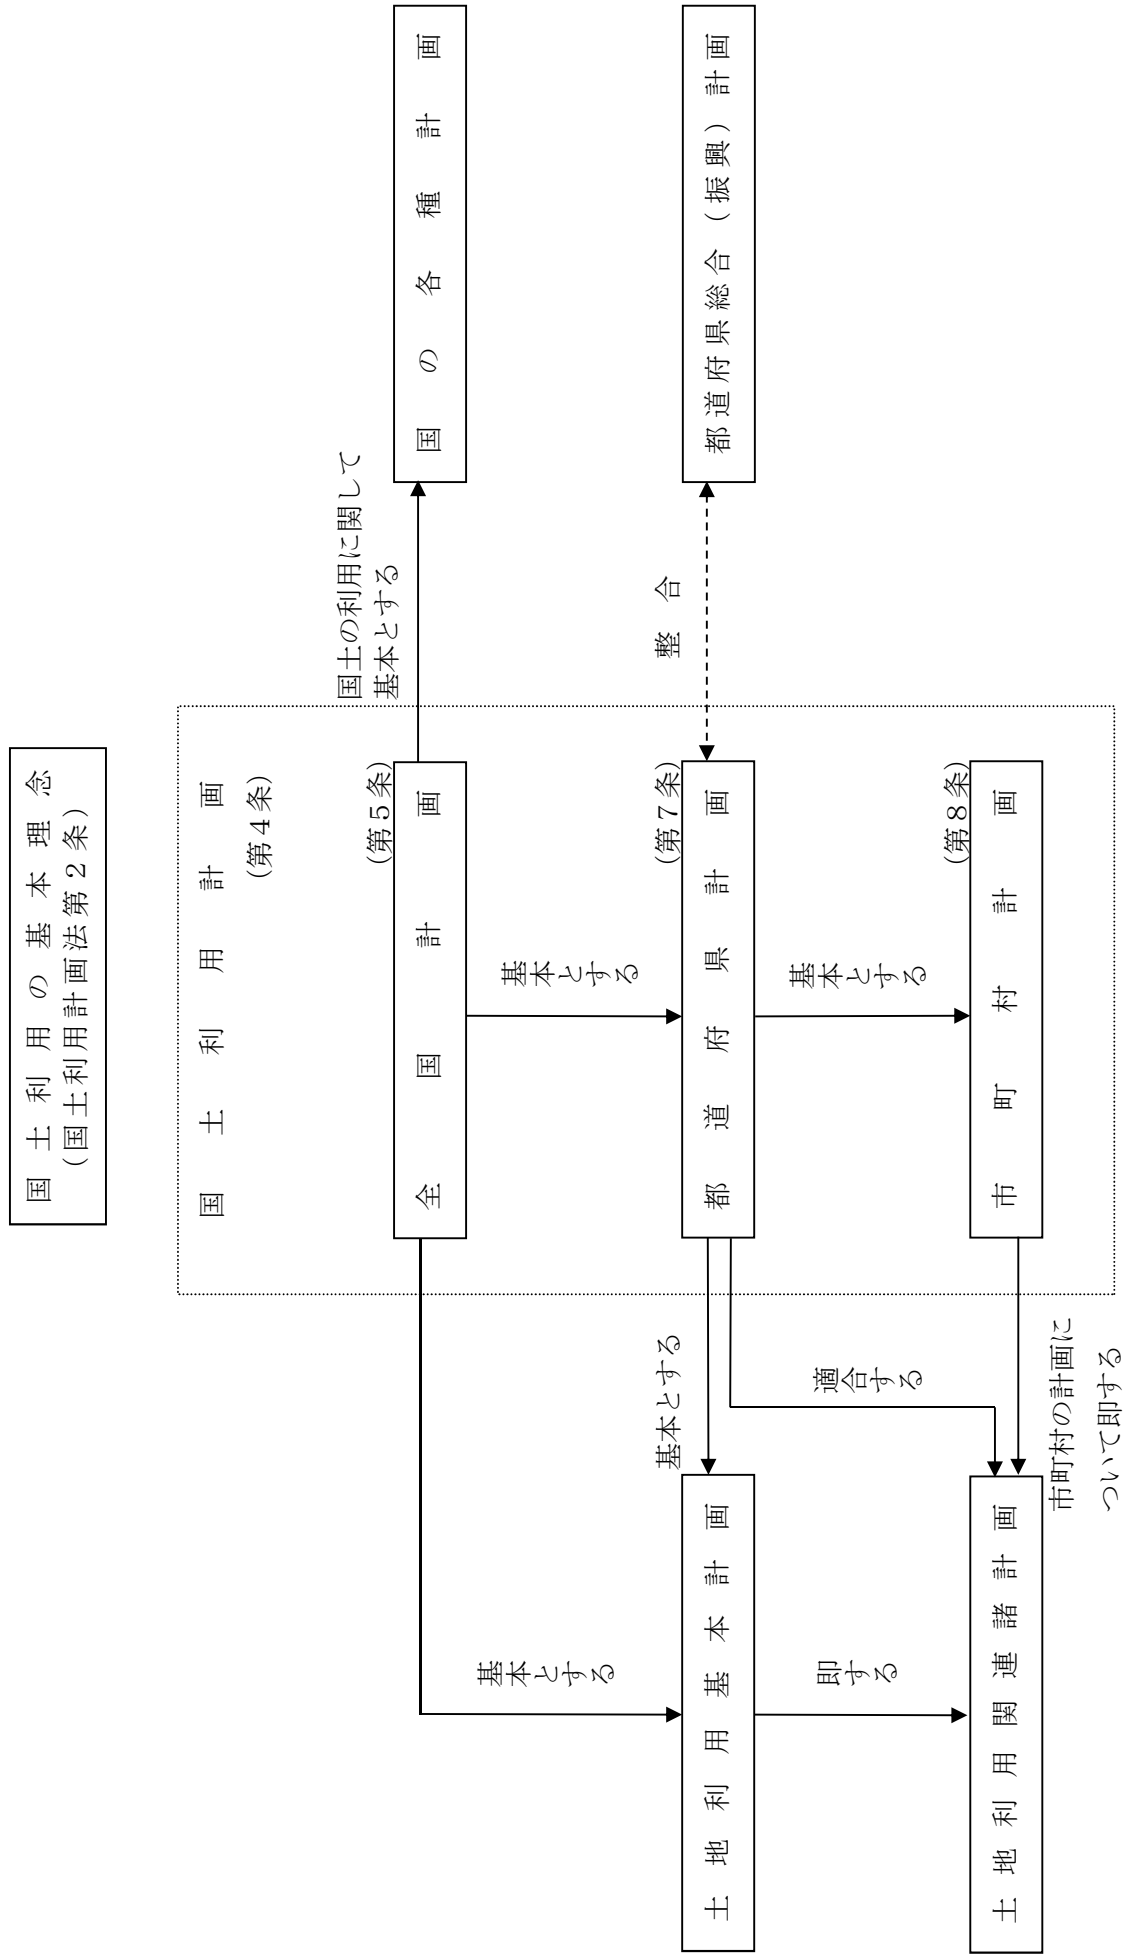 国土利用の基本理念
(国土利用計画法第2条)
国土利用計画
(第4条)
(第5条)
全国計画
国土の利用に関して
基本とする
国の各種計画
基本とする
基本とする
(第7条)
都道府県計画
整合
都道府県総合(振興)計画
基本とする
土地利用基本計画
基本とする
適合する
即する
(第8条)
市町村計画
土地利用関連諸計画
市町村の計画に
ついて即する